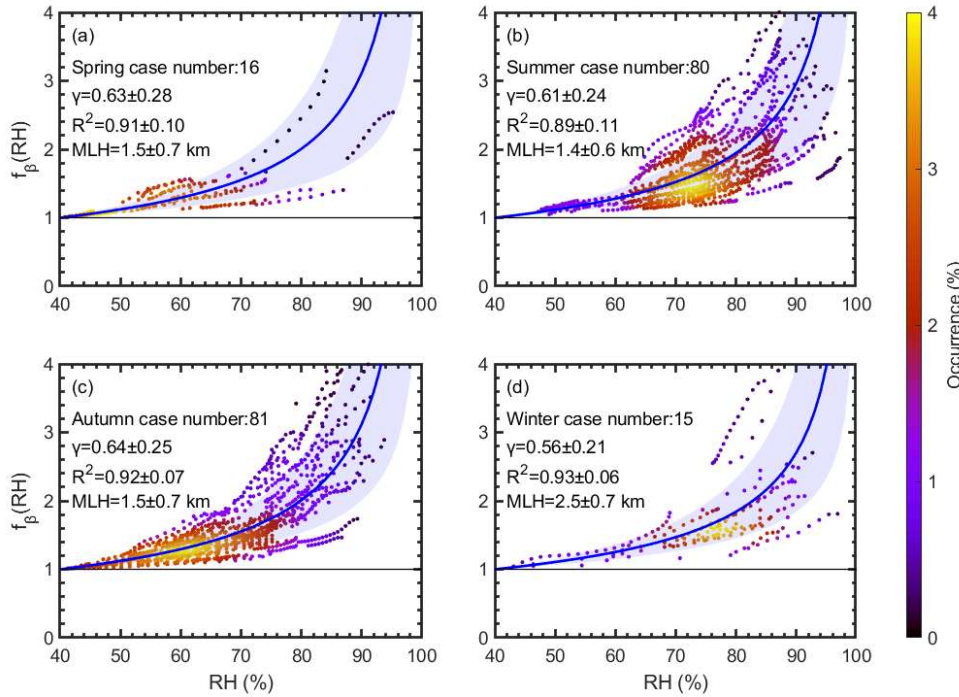 (a)
Spring case number:16
γ=0.63±0.28
R²=0.91±0.10
MLH=1.5±0.7 km
4
3
2
1
0
f_β(RH)
40 50 60 70 80 90 100
(b)
Summer case number:80
γ=0.61±0.24
R²=0.89±0.11
MLH=1.4±0.6 km
4
3
2
1
0
40 50 60 70 80 90 100
(c)
Autumn case number:81
γ=0.64±0.25
R²=0.92±0.07
MLH=1.5±0.7 km
4
3
2
1
0
f_β(RH)
40 50 60 70 80 90 100
RH (%)
(d)
Winter case number:15
γ=0.56±0.21
R²=0.93±0.06
MLH=2.5±0.7 km
4
3
2
1
0
40 50 60 70 80 90 100
RH (%)
4
3
2
1
0
Occurrence (%)